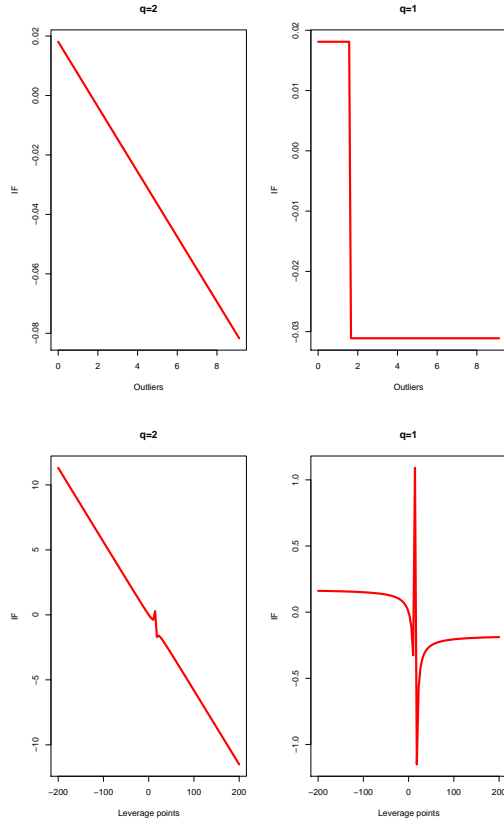 q=2
IF
0.02
0.00
−0.02
−0.04
−0.06
−0.08
0 2 4 6 8
Outliers
q=1
IF
0.02
0.01
0.00
−0.01
−0.02
−0.03
0 2 4 6 8
Outliers
q=2
IF
10
5
0
−5
−10
−200 −100 0 100 200
Leverage points
q=1
IF
1.0
0.5
0.0
−0.5
−1.0
−200 −100 0 100 200
Leverage points